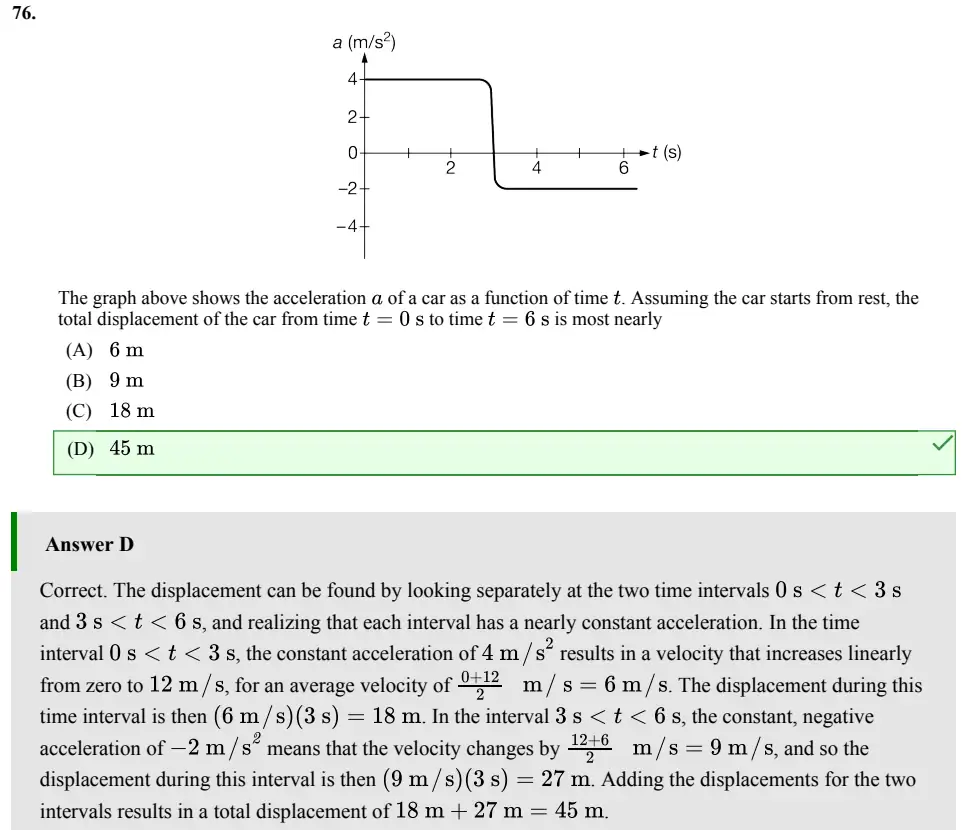 76.
a (m/s²)
4
2
0
t (s)
2
4
6
−2
−4
The graph above shows the acceleration a of a car as a function of time t. Assuming the car starts from rest, the
total displacement of the car from time t = 0 s to time t = 6 s is most nearly
(A) 6 m
(B) 9 m
(C) 18 m
(D) 45 m
Answer D
Correct. The displacement can be found by looking separately at the two time intervals 0 s < t < 3 s
and 3 s < t < 6 s, and realizing that each interval has a nearly constant acceleration. In the time
interval 0 s < t < 3 s, the constant acceleration of 4 m/s² results in a velocity that increases linearly
from zero to 12 m/s, for an average velocity of (0+12)/2 m/ s = 6 m/s. The displacement during this
time interval is then (6 m/s)(3 s) = 18 m. In the interval 3 s < t < 6 s, the constant, negative
acceleration of −2 m/s² means that the velocity changes by (12+6)/2 m/s = 9 m/s, and so the
displacement during this interval is then (9 m/s)(3 s) = 27 m. Adding the displacements for the two
intervals results in a total displacement of 18 m + 27 m = 45 m.